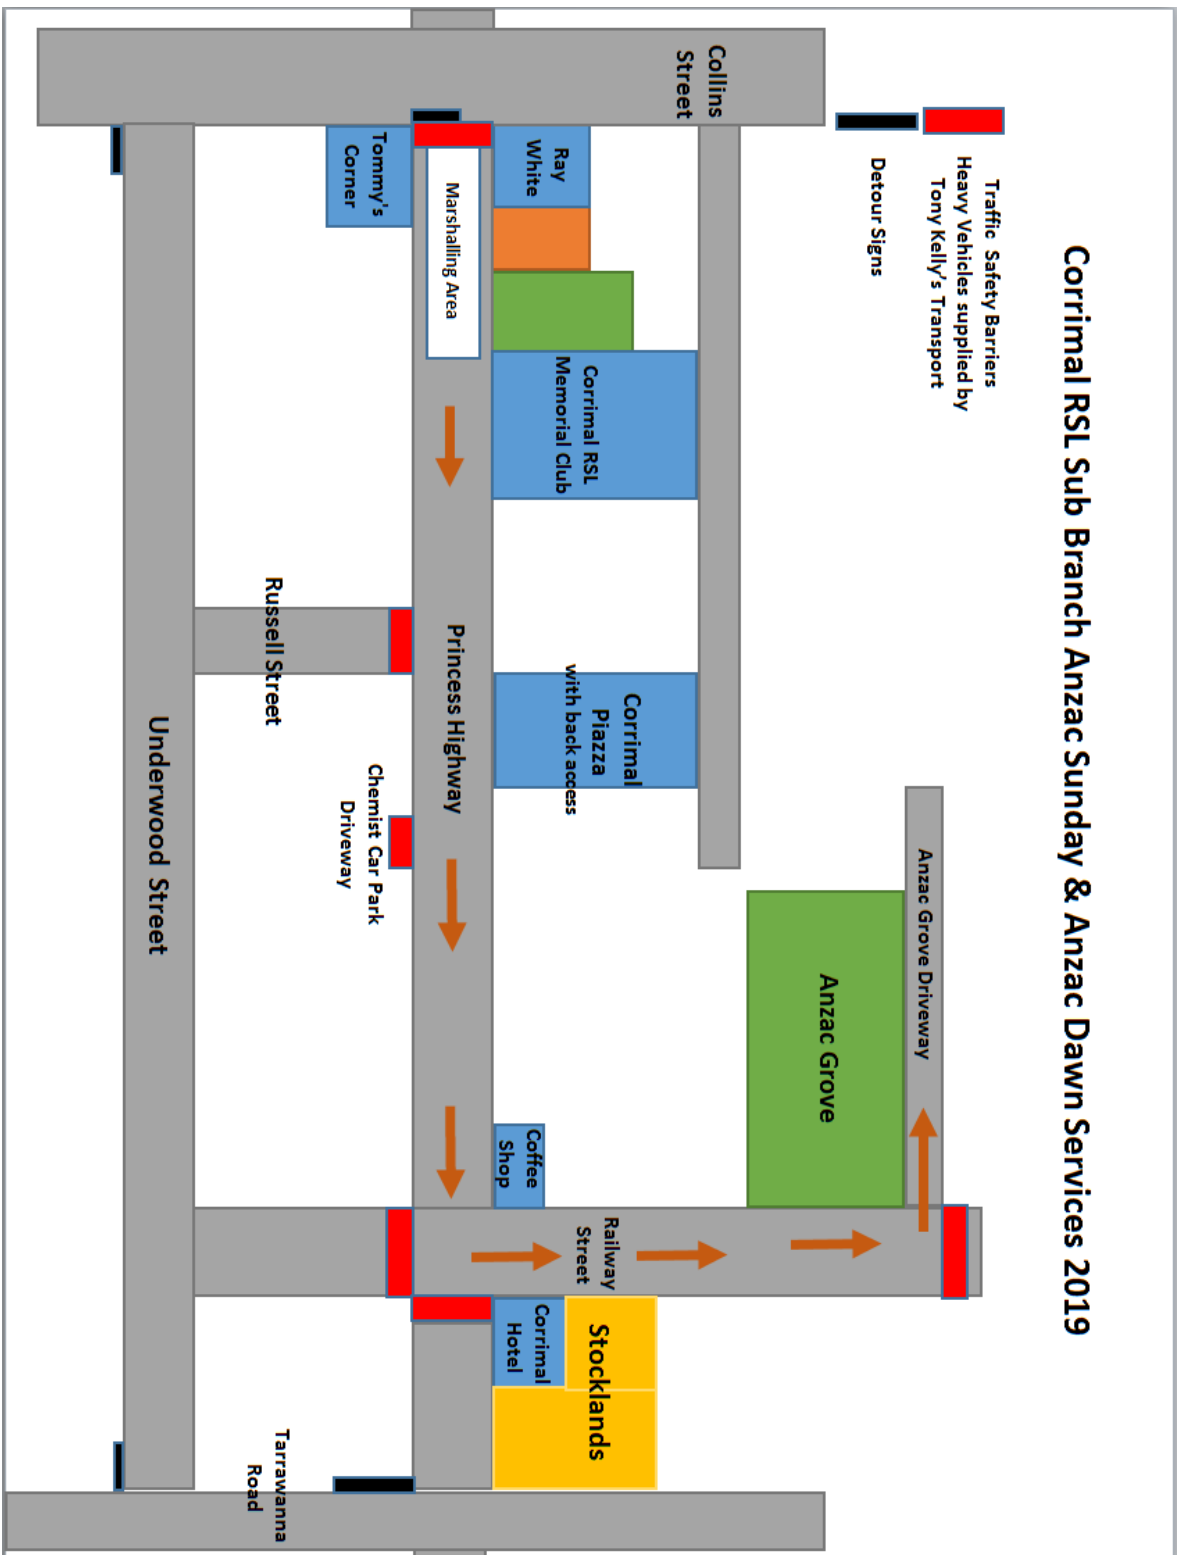 Corrimal RSL Sub Branch Anzac Sunday & Anzac Dawn Services 2019
Traffic Safety Barriers
Heavy Vehicles supplied by
Tony Kelly's Transport
Detour Signs
Collins
Street
Anzac Grove Driveway
Anzac Grove
Ray
White
Corrimal RSL
Memorial Club
Corrimal
Piazza
with back access
Coffee
Shop
Railway
Street
Stocklands
Corrimal
Hotel
Marshalling Area
Princess Highway
Tommy's
Corner
Chemist Car Park
Driveway
Russell Street
Tarrawanna
Road
Underwood Street